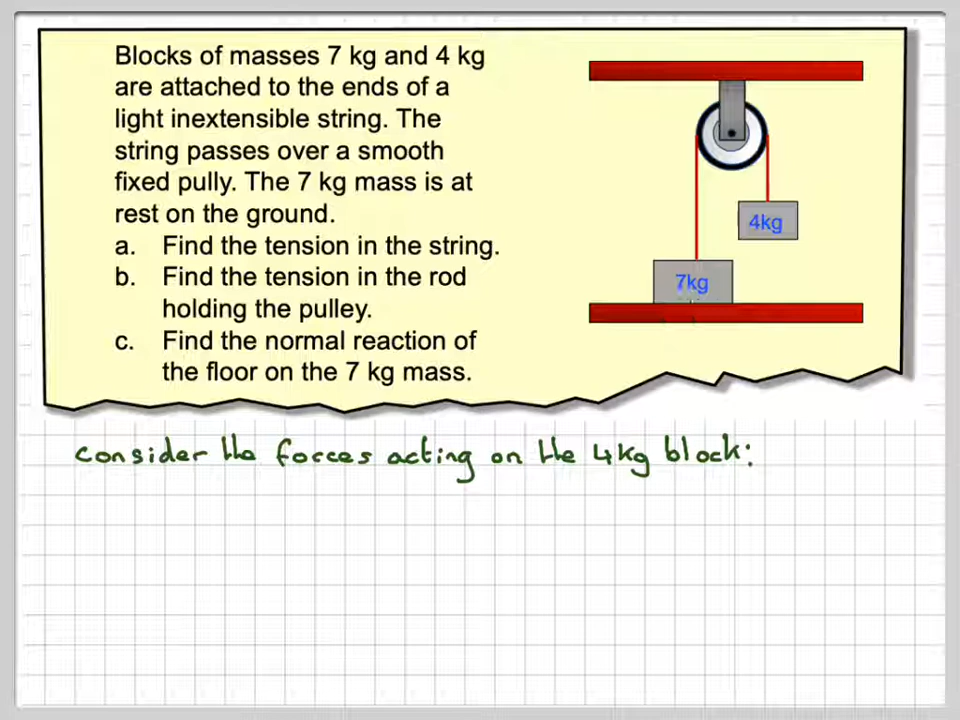 Blocks of masses 7 kg and 4 kg
are attached to the ends of a
light inextensible string. The
string passes over a smooth
fixed pully. The 7 kg mass is at
rest on the ground.
a. Find the tension in the string.
b. Find the tension in the rod
holding the pulley.
c. Find the normal reaction of
the floor on the 7 kg mass.
4kg
7kg
consider the forces acting on the 4kg block: